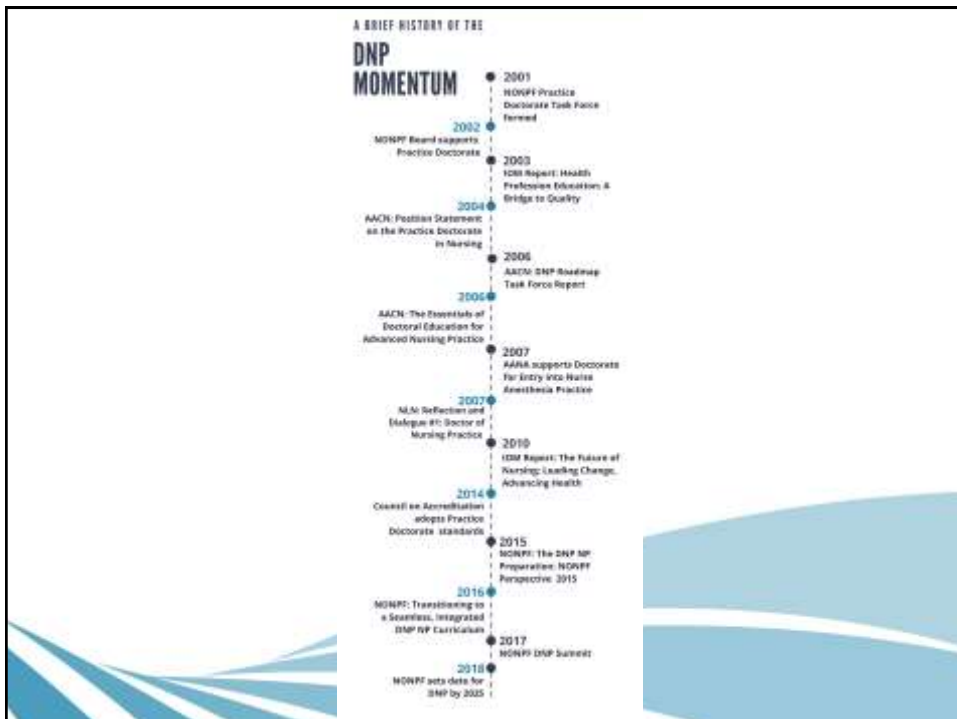 A BRIEF HISTORY OF THE
DNP
MOMENTUM
2001
NONPF Practice
Doctorate Task Force
formed
2002
NONPF Board supports
Practice Doctorate
2003
IOM Report: Health
Profession Education: A
Bridge to Quality
2004
AACN: Position Statement
on the Practice Doctorate
in Nursing
2006
AACN: DNP Roadmap
Task Force Report
2006
AACN: The Essentials of
Doctoral Education for
Advanced Nursing Practice
2007
AANA supports Doctorate
for Entry into Nurse
Anesthesia Practice
2007
NLN: Reflection and
Dialogue #1: Doctor of
Nursing Practice
2010
IOM Report: The Future of
Nursing: Leading Change,
Advancing Health
2014
Council on Accreditation
adopts Practice
Doctorate standards
2015
NONPF: The DNP NP
Preparation: NONPF
Perspective 2015
2016
NONPF: Transitioning to
a Seamless, Integrated
DNP NP Curriculum
2017
NONPF DNP Summit
2018
NONPF sets date for
DNP by 2025